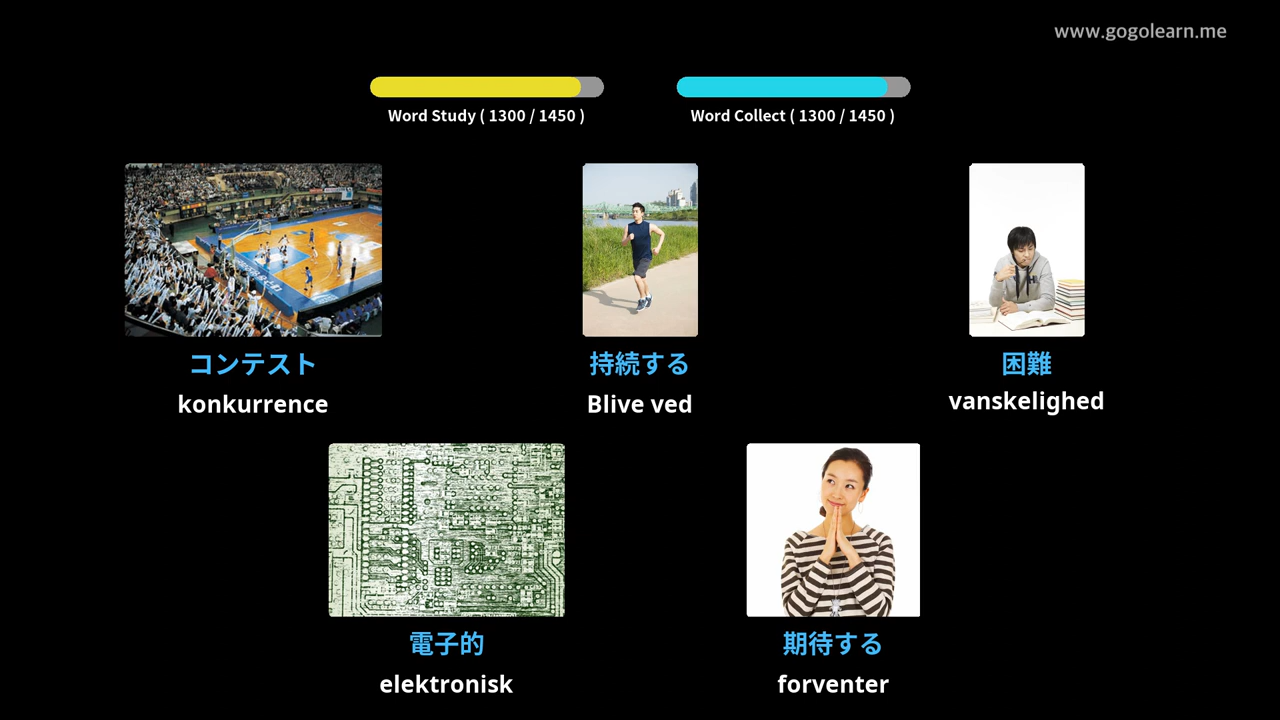 www.gogolearn.me
Word Study ( 1300 / 1450 )
Word Collect ( 1300 / 1450 )
コンテスト
持続する
困難
konkurrence
Blive ved
vanskelighed
電子的
期待する
elektronisk
forventer